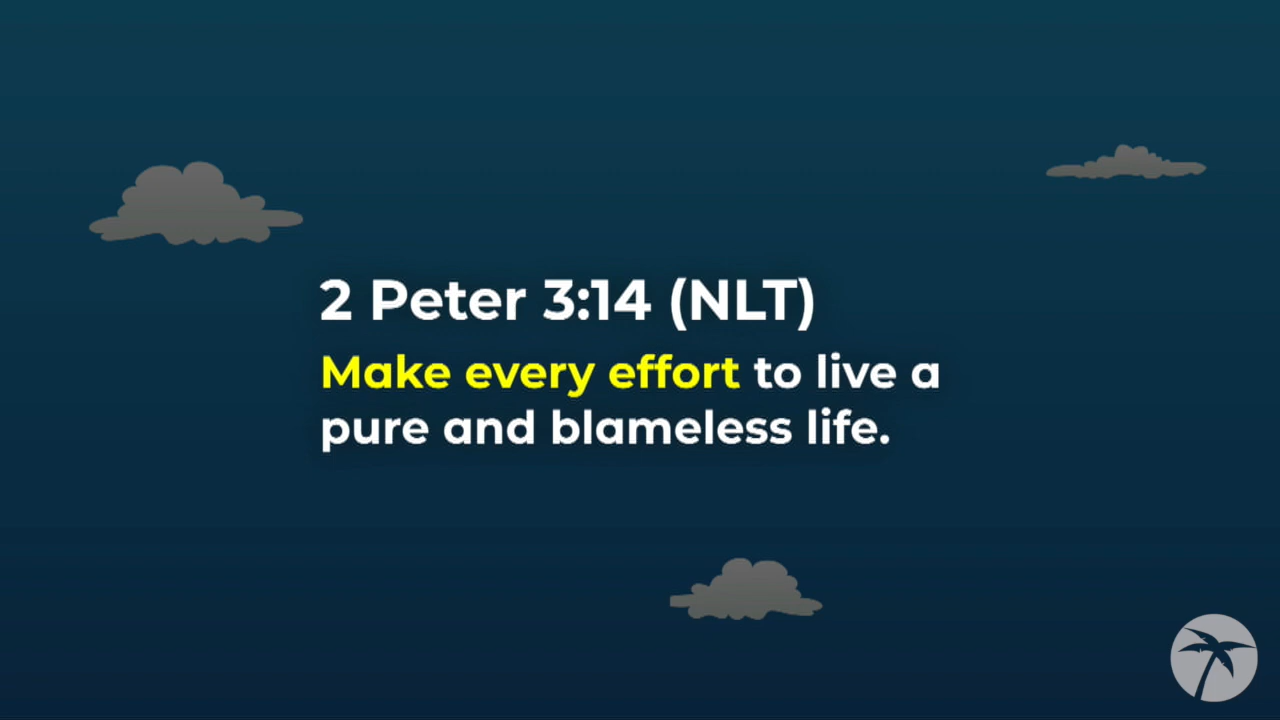 2 Peter 3:14 (NLT)
Make every effort to live a
pure and blameless life.